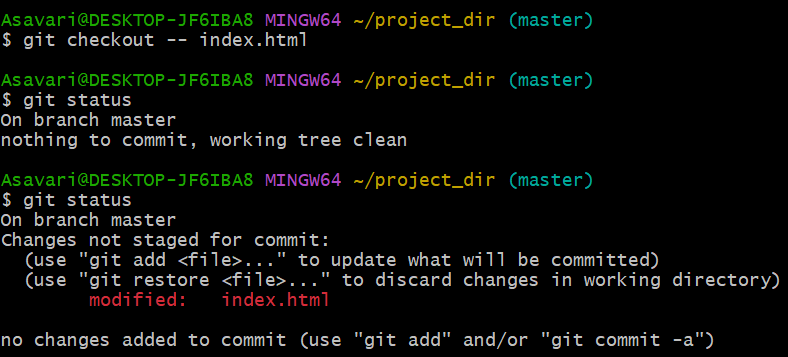 Asavari@DESKTOP-JF6IBA8 MINGW64 ~/project_dir (master)
$ git checkout -- index.html
Asavari@DESKTOP-JF6IBA8 MINGW64 ~/project_dir (master)
$ git status
On branch master
nothing to commit, working tree clean
Asavari@DESKTOP-JF6IBA8 MINGW64 ~/project_dir (master)
$ git status
On branch master
Changes not staged for commit:
  (use "git add <file>..." to update what will be committed)
  (use "git restore <file>..." to discard changes in working directory)
        modified:   index.html
no changes added to commit (use "git add" and/or "git commit -a")